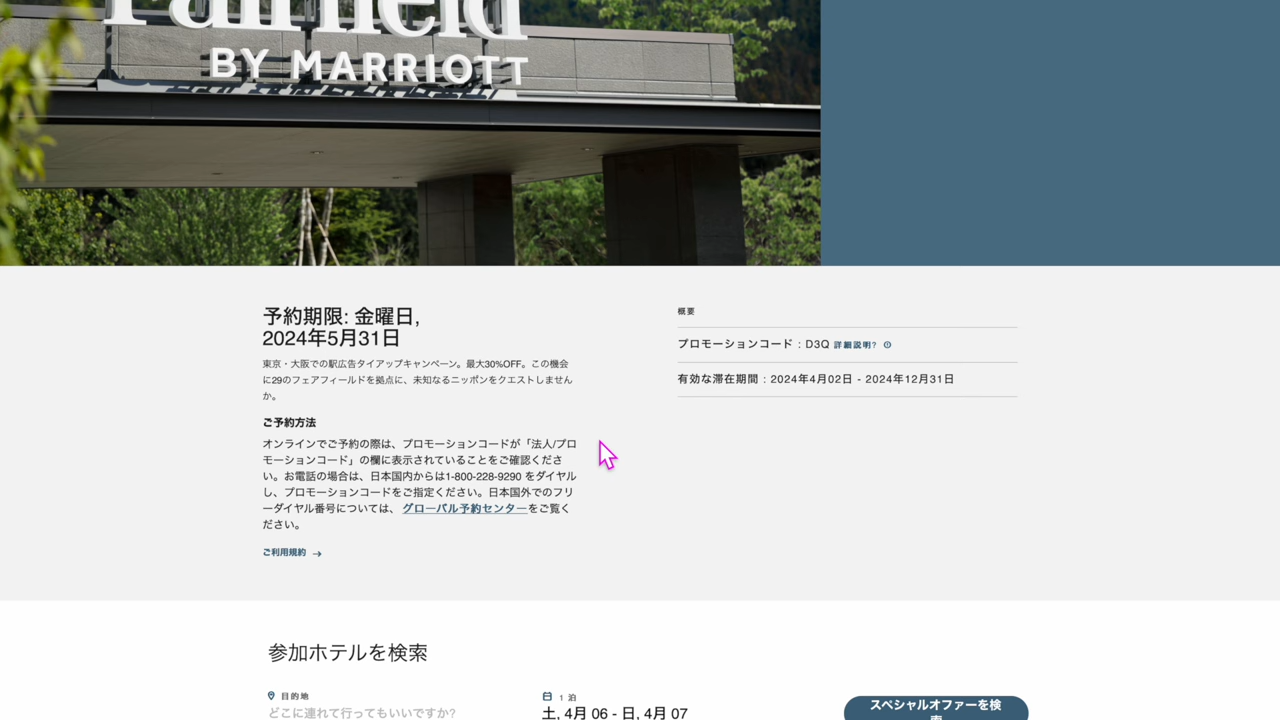 Fairfield
BY MARRIOTT
予約期限: 金曜日,
2024年5月31日
東京・大阪での駅広告タイアップキャンペーン。最大30%OFF。この機会
に29のフェアフィールドを拠点に、未知なるニッポンをクエストしません
か。
ご予約方法
オンラインでご予約の際は、プロモーションコードが「法人/プロ
モーションコード」の欄に表示されていることをご確認くださ
い。お電話の場合は、日本国内からは1-800-228-9290 をダイヤル
し、プロモーションコードをご指定ください。日本国外でのフリ
ーダイヤル番号については、 グローバル予約センターをご覧く
ださい。
ご利用規約 →
概要
プロモーションコード : D3Q 詳細説明?
有効な滞在期間 : 2024年4月02日 - 2024年12月31日
参加ホテルを検索
目的地
どこに連れて行ってもいいですか?
1 泊
土, 4月 06 - 日, 4月 07
スペシャルオファーを検
索